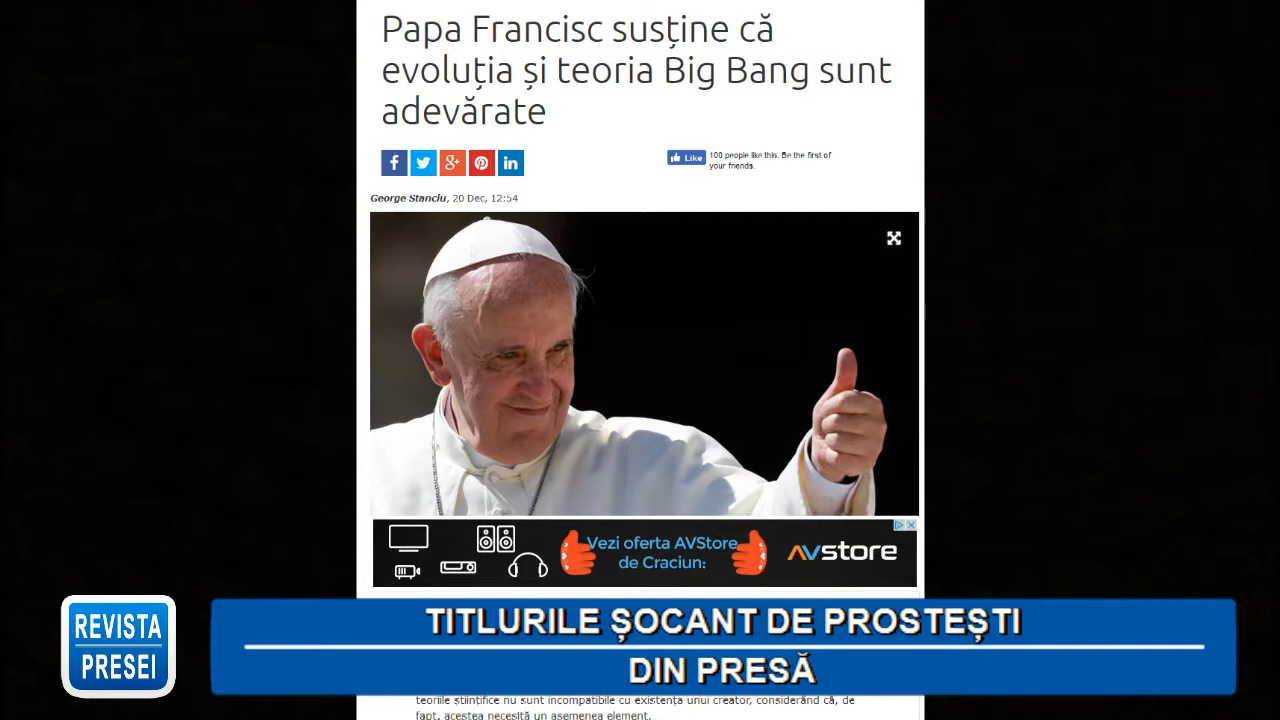 Papa Francisc susține că
evoluția și teoria Big Bang sunt
adevărate
Like 100 people like this. Be the first of
your friends.
George Stanciu, 20 Dec, 12:54
Vezi oferta AVStore
de Craciun:
AVstore
REVISTA
PRESEI
TITLURILE ȘOCANT DE PROSTEȘTI
DIN PRESĂ
teoriile științifice nu sunt incompatibile cu existența unui creator, considerând că, de
fapt, acestea necesită un asemenea element.